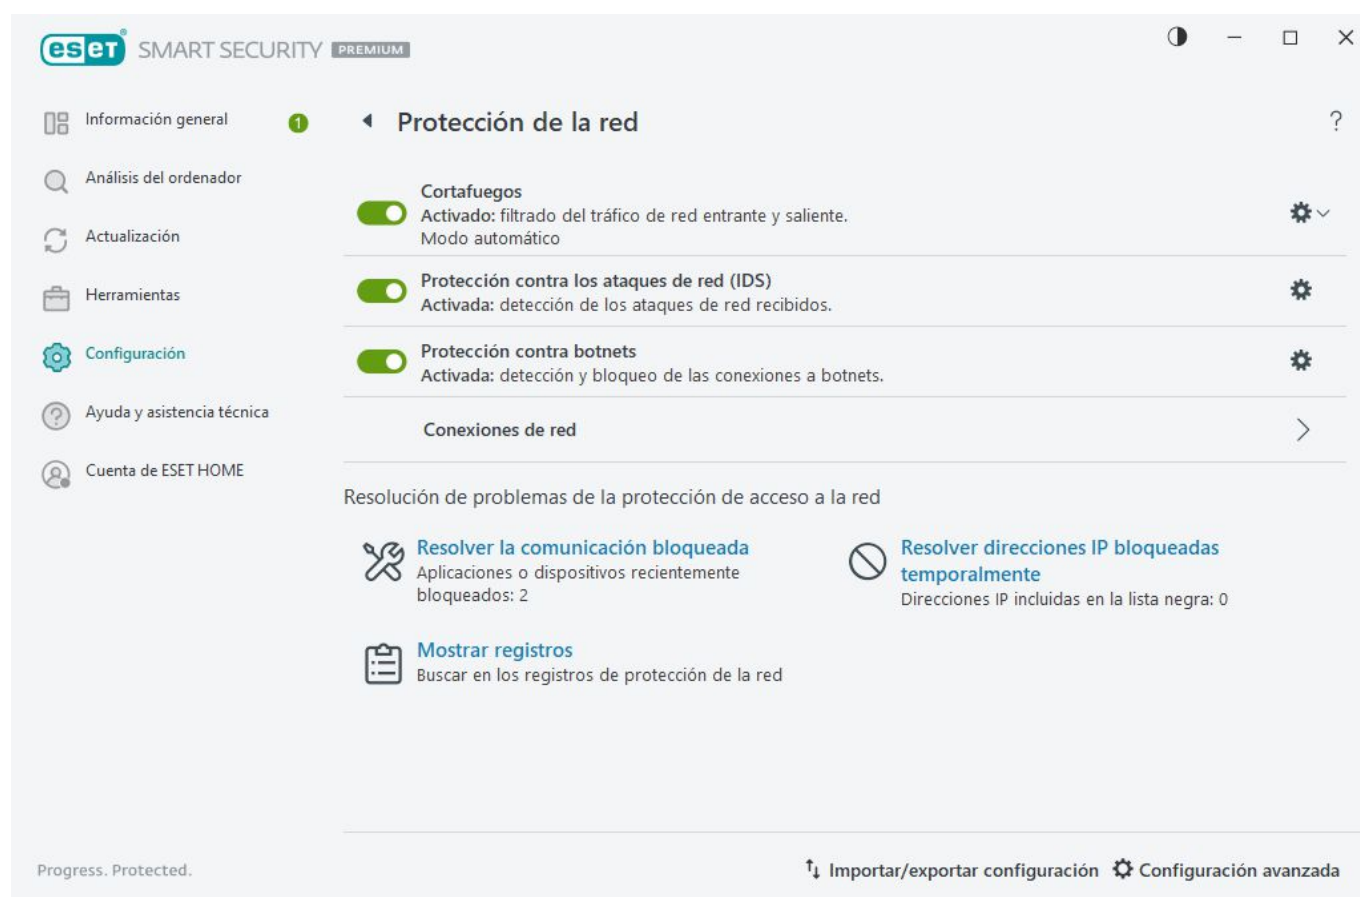 eset SMART SECURITY PREMIUM
Información general
1
Análisis del ordenador
Actualización
Herramientas
Configuración
Ayuda y asistencia técnica
Cuenta de ESET HOME
Protección de la red
?
Cortafuegos
Activado: filtrado del tráfico de red entrante y saliente.
Modo automático
Protección contra los ataques de red (IDS)
Activada: detección de los ataques de red recibidos.
Protección contra botnets
Activada: detección y bloqueo de las conexiones a botnets.
Conexiones de red
Resolución de problemas de la protección de acceso a la red
Resolver la comunicación bloqueada
Aplicaciones o dispositivos recientemente
bloqueados: 2
Resolver direcciones IP bloqueadas
temporalmente
Direcciones IP incluidas en la lista negra: 0
Mostrar registros
Buscar en los registros de protección de la red
Progress. Protected.
Importar/exportar configuración
Configuración avanzada